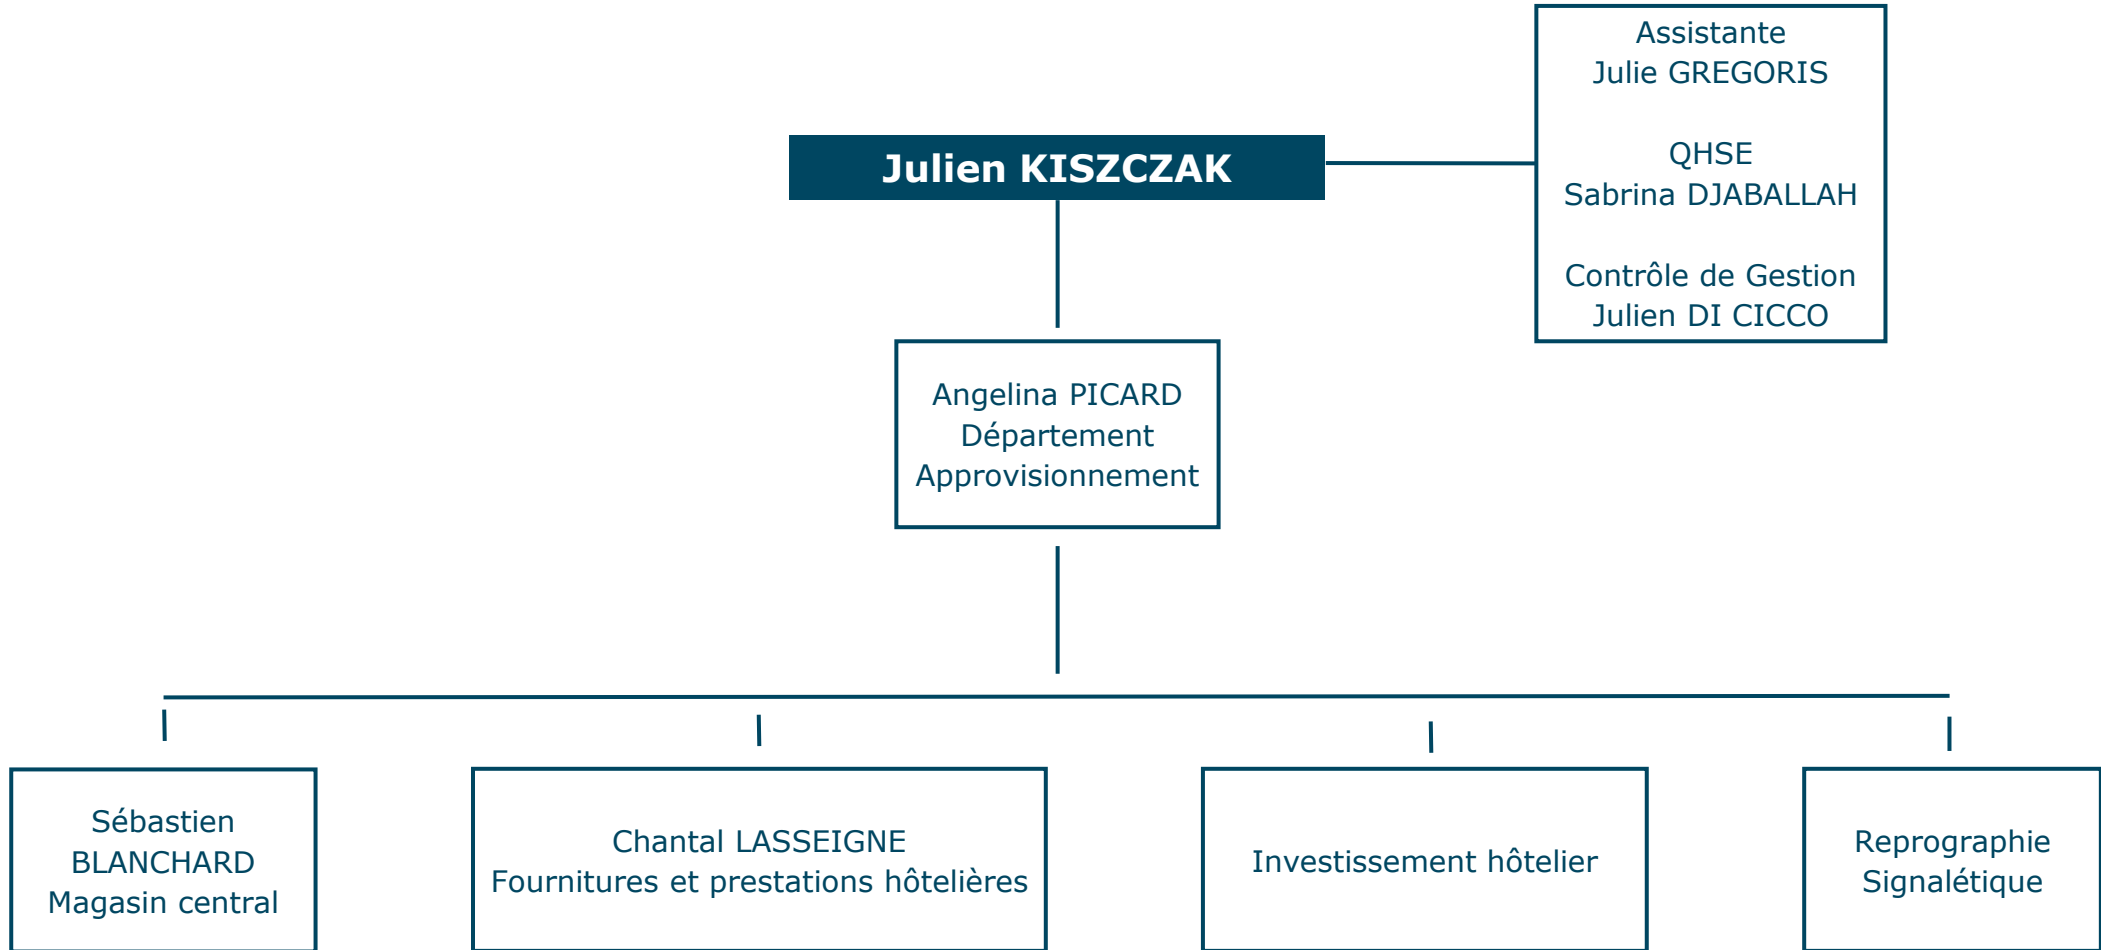 Assistante
Julie GREGORIS
QHSE
Sabrina DJABALLAH
Contrôle de Gestion
Julien DI CICCO
Julien KISZCZAK
Angelina PICARD
Département
Approvisionnement
Sébastien
BLANCHARD
Magasin central
Chantal LASSEIGNE
Fournitures et prestations hôtelières
Investissement hôtelier
Reprographie
Signalétique